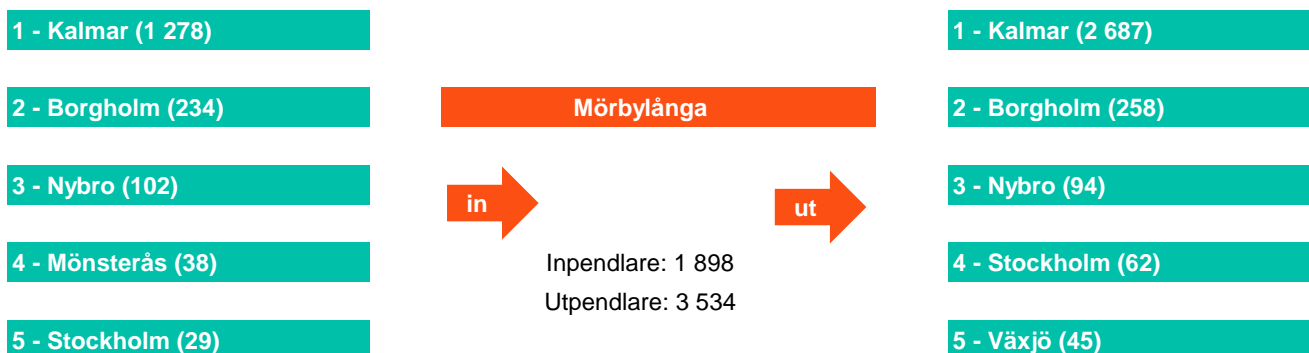 1 - Kalmar (1 278)
2 - Borgholm (234)
3 - Nybro (102)
4 - Mönsterås (38)
5 - Stockholm (29)
Mörbylånga
in
ut
Inpendlare: 1 898
Utpendlare: 3 534
1 - Kalmar (2 687)
2 - Borgholm (258)
3 - Nybro (94)
4 - Stockholm (62)
5 - Växjö (45)